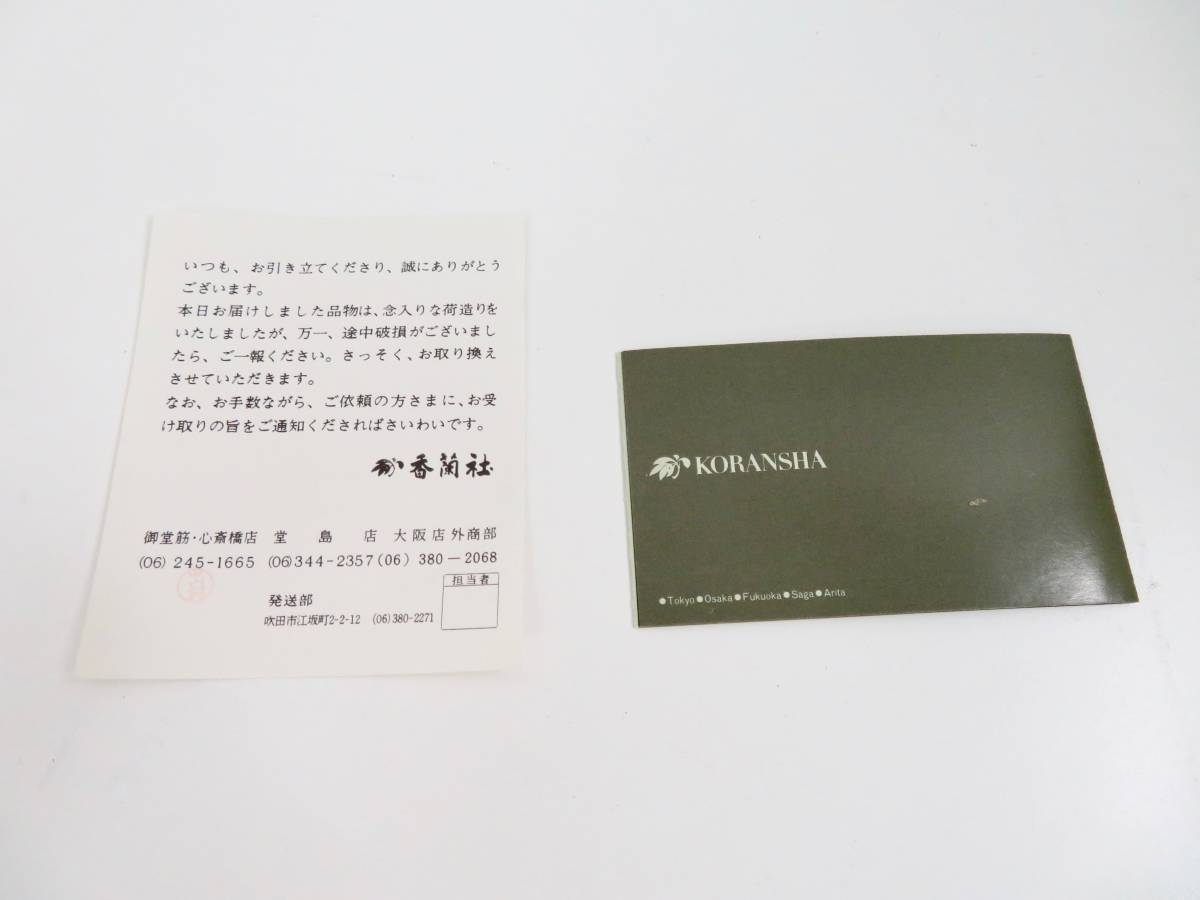 いつも、お引き立てくださり、誠にありがとう
ございます。
本日お届けしました品物は、念入りな荷造りを
いたしましたが、万一、途中破損がございまし
たら、ご一報ください。さっそく、お取り換え
させていただきます。
なお、お手数ながら、ご依頼の方さまに、お受
け取りの旨をご通知くださればさいわいです。
香蘭社
御堂筋・心斎橋店 堂島店 大阪店外商部
(06) 245-1665 (06)344-2357 (06) 380-2068
担当者
発送部
吹田市江坂町2-2-12 (06)380-2271
KORANSHA
●Tokyo●Osaka●Fukuoka●Saga●Arita